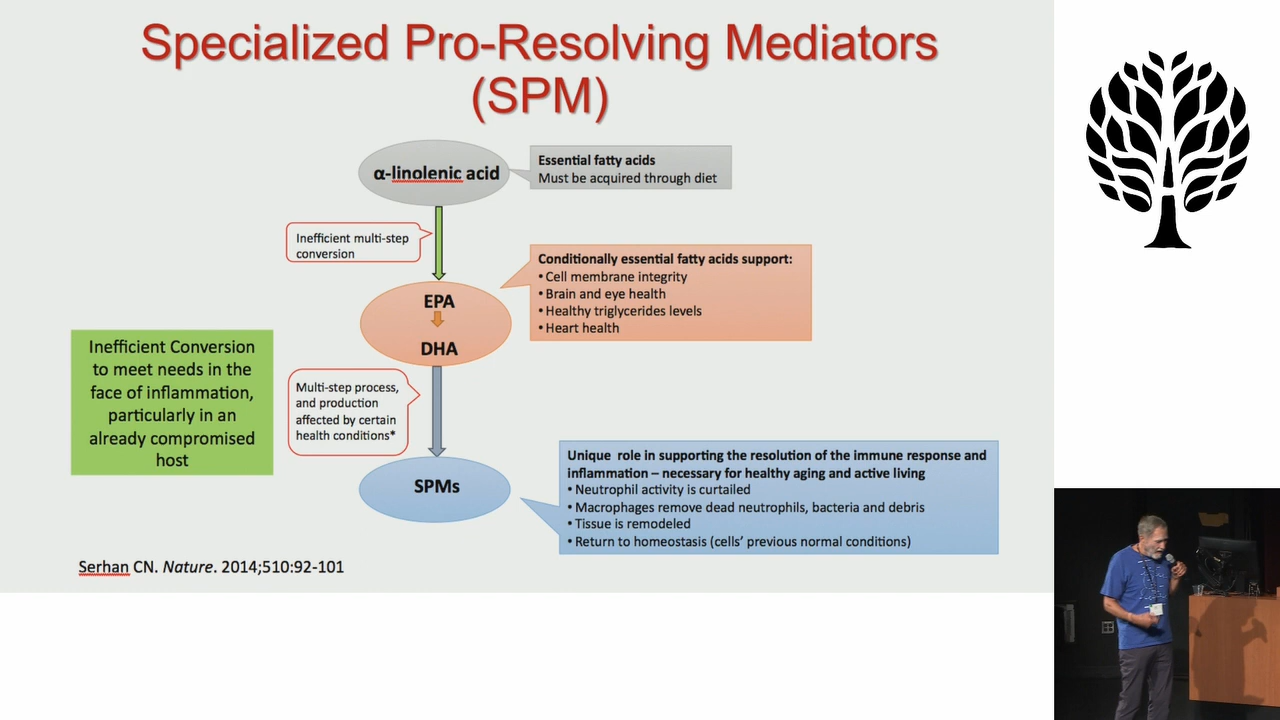 Specialized Pro-Resolving Mediators
(SPM)
α-linolenic acid
Essential fatty acids
Must be acquired through diet
Inefficient multi-step
conversion
Conditionally essential fatty acids support:
• Cell membrane integrity
• Brain and eye health
• Healthy triglycerides levels
• Heart health
EPA
DHA
Inefficient Conversion
to meet needs in the
face of inflammation,
particularly in an
already compromised
host
Multi-step process,
and production
affected by certain
health conditions*
SPMs
Unique role in supporting the resolution of the immune response and
inflammation – necessary for healthy aging and active living
• Neutrophil activity is curtailed
• Macrophages remove dead neutrophils, bacteria and debris
• Tissue is remodeled
• Return to homeostasis (cells’ previous normal conditions)
Serhan CN. Nature. 2014;510:92-101